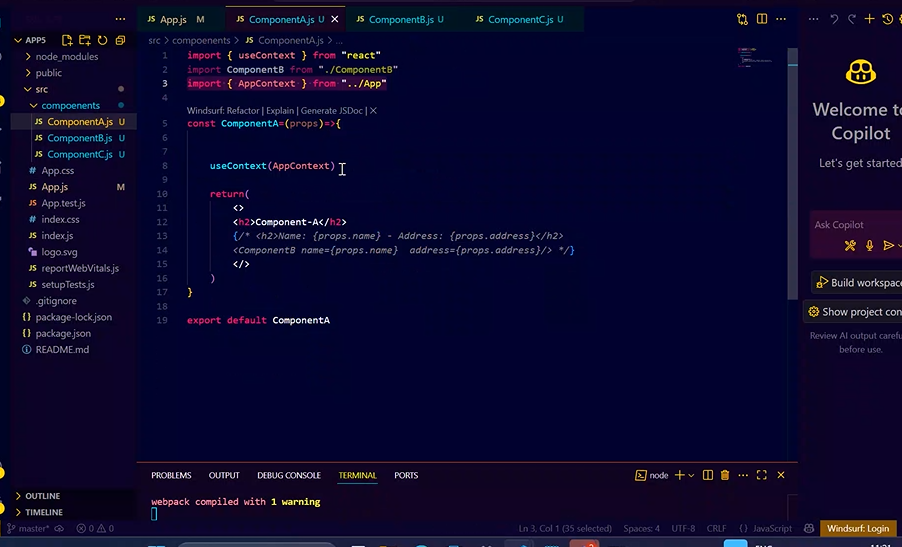 App.js M
ComponentA.js U
ComponentB.js U
ComponentC.js U
APP5
node_modules
public
src
compoenents
JS ComponentA.js U
JS ComponentB.js U
JS ComponentC.js U
# App.css
JS App.js M
JS App.test.js
# index.css
JS index.js
logo.svg
JS reportWebVitals.js
JS setupTests.js
.gitignore
{} package-lock.json
{} package.json
README.md
OUTLINE
TIMELINE
src > compoenents > JS ComponentA.js > ...
1 import { useContext } from "react"
2 import ComponentB from "./ComponentB"
3 import { AppContext } from "../App"
4
Windsurf: Refactor | Explain | Generate JSDoc | X
5 const ComponentA=(props)=>{
6
7
8 useContext(AppContext)
9
10 return(
11 <>
12 <h2>Component-A</h2>
13 {/* <h2>Name: {props.name} - Address: {props.address}</h2>
14 <ComponentB name={props.name}  address={props.address}/> */}
15 </>
16 )
17 }
18
19 export default ComponentA
PROBLEMS OUTPUT DEBUG CONSOLE TERMINAL PORTS
node
webpack compiled with 1 warning
Welcome to
Copilot
Let's get started
Ask Copilot
Build workspace
Show project con
Review AI output carefu
before use.
master* 0 0
Ln 3, Col 1 (35 selected) Spaces: 4 UTF-8 CRLF {} JavaScript Windsurf: Login